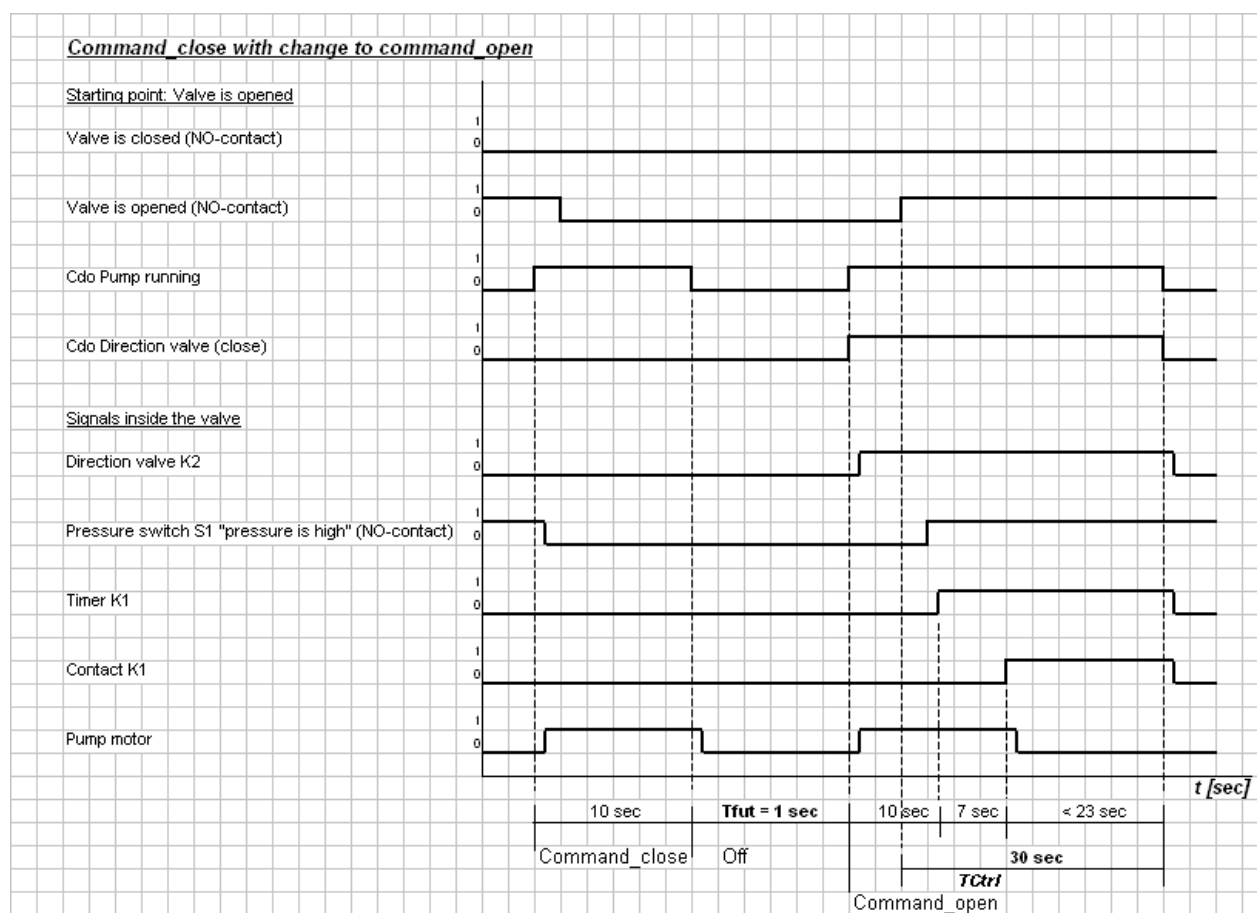 Command_close with change to command_open
Starting point: Valve is opened
1
Valve is closed (NO-contact)
0
1
Valve is opened (NO-contact)
0
1
Cdo Pump running
0
1
Cdo Direction valve (close)
0
Signals inside the valve
1
Direction valve K2
0
1
Pressure switch S1 "pressure is high" (NO-contact)
0
1
Timer K1
0
1
Contact K1
0
1
Pump motor
0
t [sec]
10 sec Tfut = 1 sec 10 sec 7 sec < 23 sec
Command_close Off 30 sec
TCtrl
Command_open